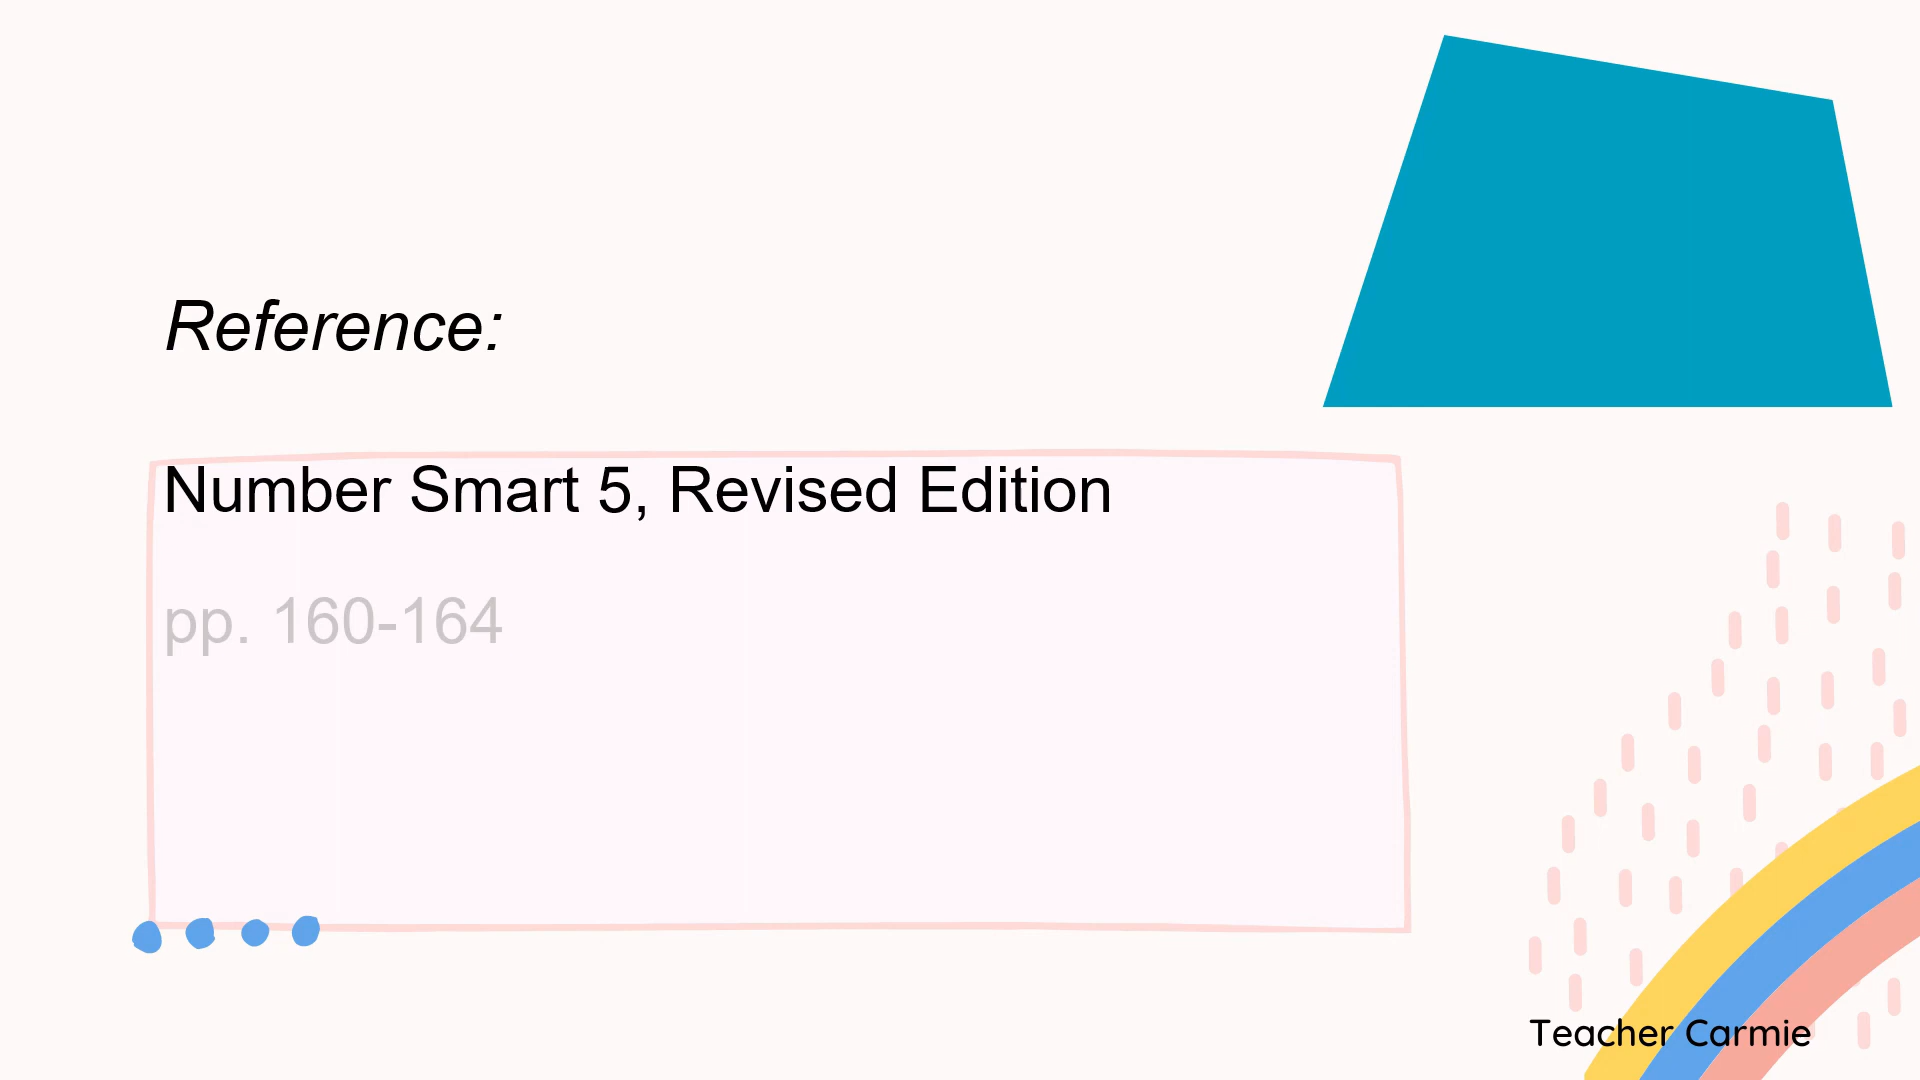 Reference:
Number Smart 5, Revised Edition
pp. 160-164
Teacher Carmie